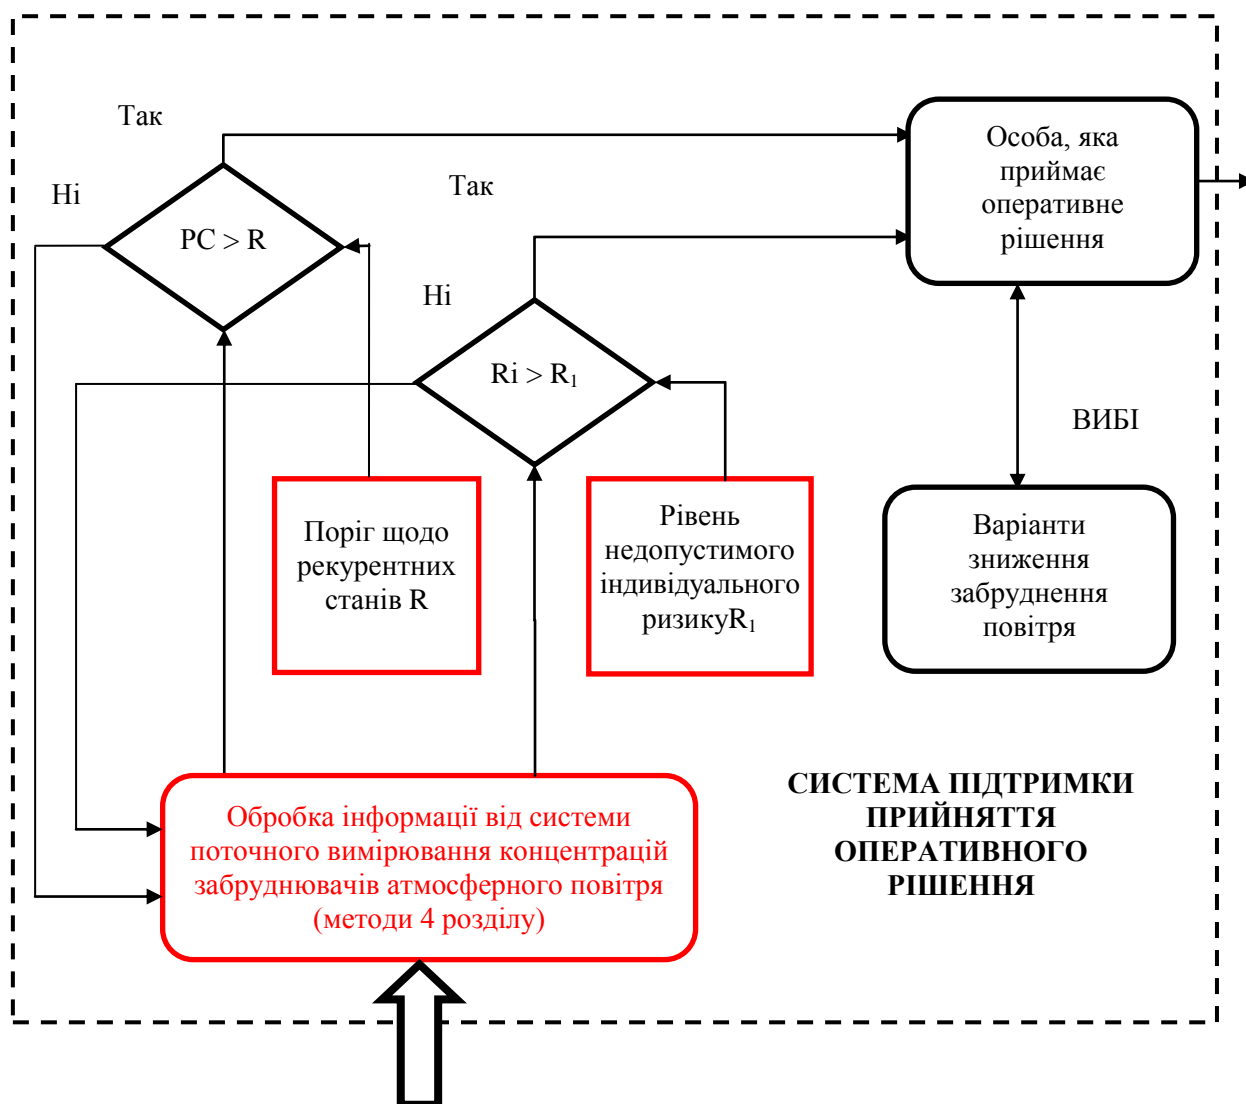 Так
Ні
РС > R
Так
Ні
Ri > R₁
Особа, яка
приймає
оперативне
рішення
ВИБІ
Поріг щодо
рекурентних
станів R
Рівень
недопустимого
індивідуального
ризикуR₁
Варіанти
зниження
забруднення
повітря
СИСТЕМА ПІДТРИМКИ
ПРИЙНЯТТЯ
ОПЕРАТИВНОГО
РІШЕННЯ
Обробка інформації від системи
поточного вимірювання концентрацій
забруднювачів атмосферного повітря
(методи 4 розділу)